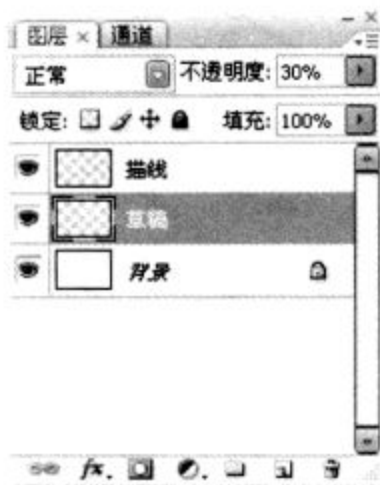 图层 × 通道
正常 不透明度: 30%
锁定: 填充: 100%
描线
草稿
背景
fx.